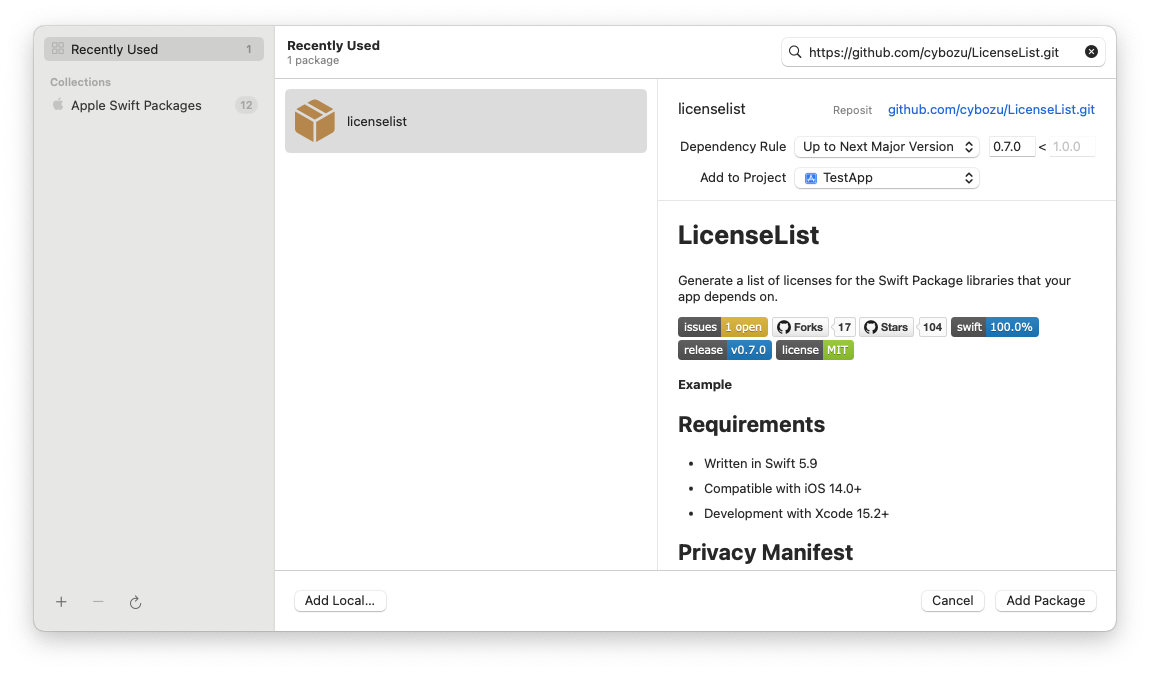 Recently Used 1
Collections
Apple Swift Packages 12
Recently Used
1 package
https://github.com/cybozu/LicenseList.git
licenselist
licenselist Reposit github.com/cybozu/LicenseList.git
Dependency Rule Up to Next Major Version 0.7.0 < 1.0.0
Add to Project TestApp
LicenseList
Generate a list of licenses for the Swift Package libraries that your
app depends on.
issues 1 open Forks 17 Stars 104 swift 100.0%
release v0.7.0 license MIT
Example
Requirements
• Written in Swift 5.9
• Compatible with iOS 14.0+
• Development with Xcode 15.2+
Privacy Manifest
Add Local... Cancel Add Package